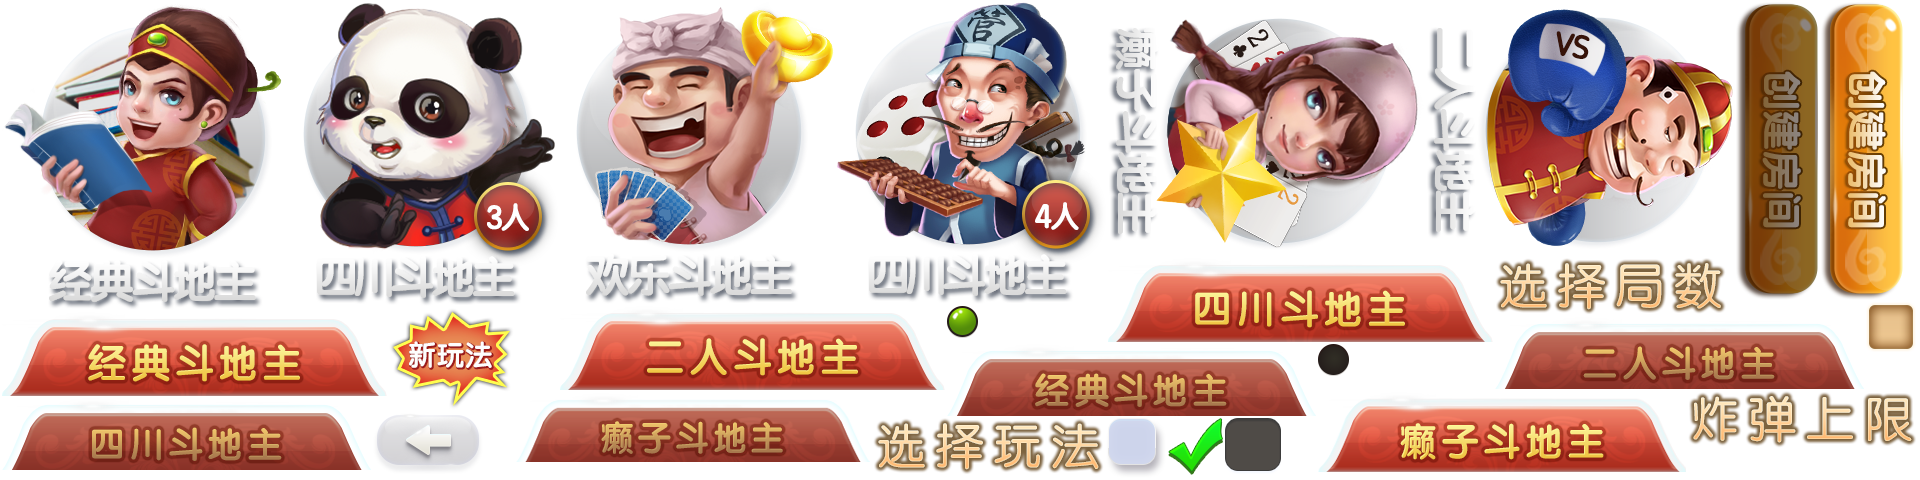 管
VS
3人
4人
经典斗地主
四川斗地主
欢乐斗地主
四川斗地主
癞子斗地主
二人斗地主
创建房间
创建房间
2
2
选择局数
四川斗地主
经典斗地主
新玩法
二人斗地主
经典斗地主
二人斗地主
四川斗地主
癞子斗地主
选择玩法
癞子斗地主
炸弹上限